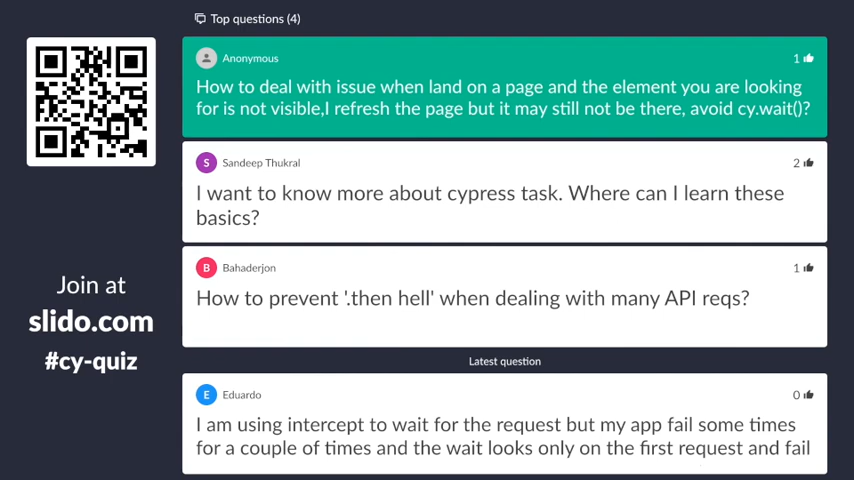 Top questions (4)
Anonymous
1
How to deal with issue when land on a page and the element you are looking
for is not visible,I refresh the page but it may still not be there, avoid cy.wait()?
S
Sandeep Thukral
2
I want to know more about cypress task. Where can I learn these
basics?
B
Bahaderjon
1
How to prevent '.then hell' when dealing with many API reqs?
Join at
slido.com
#cy-quiz
Latest question
E
Eduardo
0
I am using intercept to wait for the request but my app fail some times
for a couple of times and the wait looks only on the first request and fail